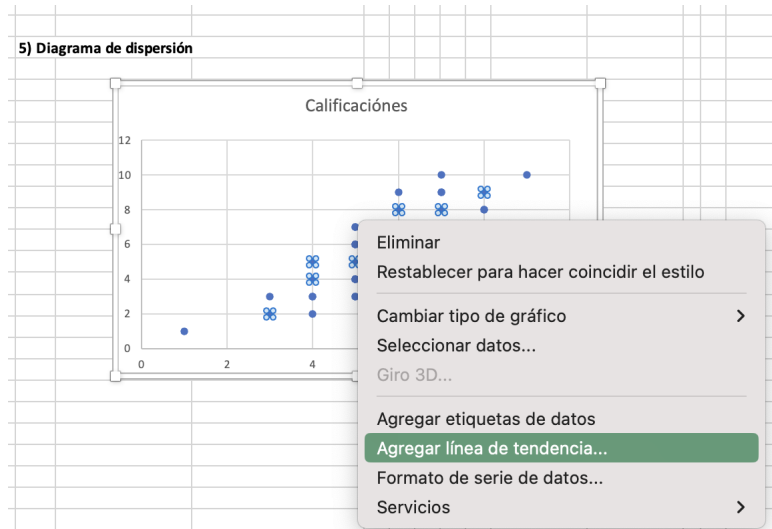 5) Diagrama de dispersión
Calificaciónes
12
10
8
6
4
2
0
0 2 4
Eliminar
Restablecer para hacer coincidir el estilo
Cambiar tipo de gráfico
Seleccionar datos...
Giro 3D...
Agregar etiquetas de datos
Agregar línea de tendencia...
Formato de serie de datos...
Servicios